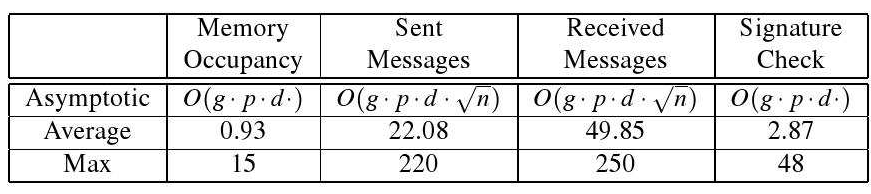 Memory Occupancy | Sent Messages | Received Messages | Signature Check
Asymptotic | O(g · p · d·) | O(g · p · d · √n) | O(g · p · d · √n) | O(g · p · d·)
Average | 0.93 | 22.08 | 49.85 | 2.87
Max | 15 | 220 | 250 | 48